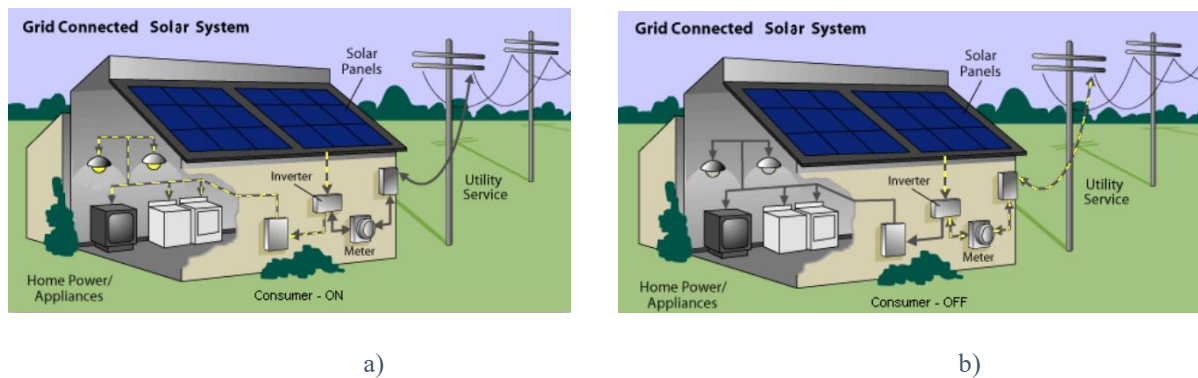 Grid Connected Solar System
Solar
Panels
Inverter
Utility
Service
Meter
Home Power/
Appliances
Consumer - ON
a)
Grid Connected Solar System
Solar
Panels
Inverter
Utility
Service
Meter
Home Power/
Appliances
Consumer - OFF
b)